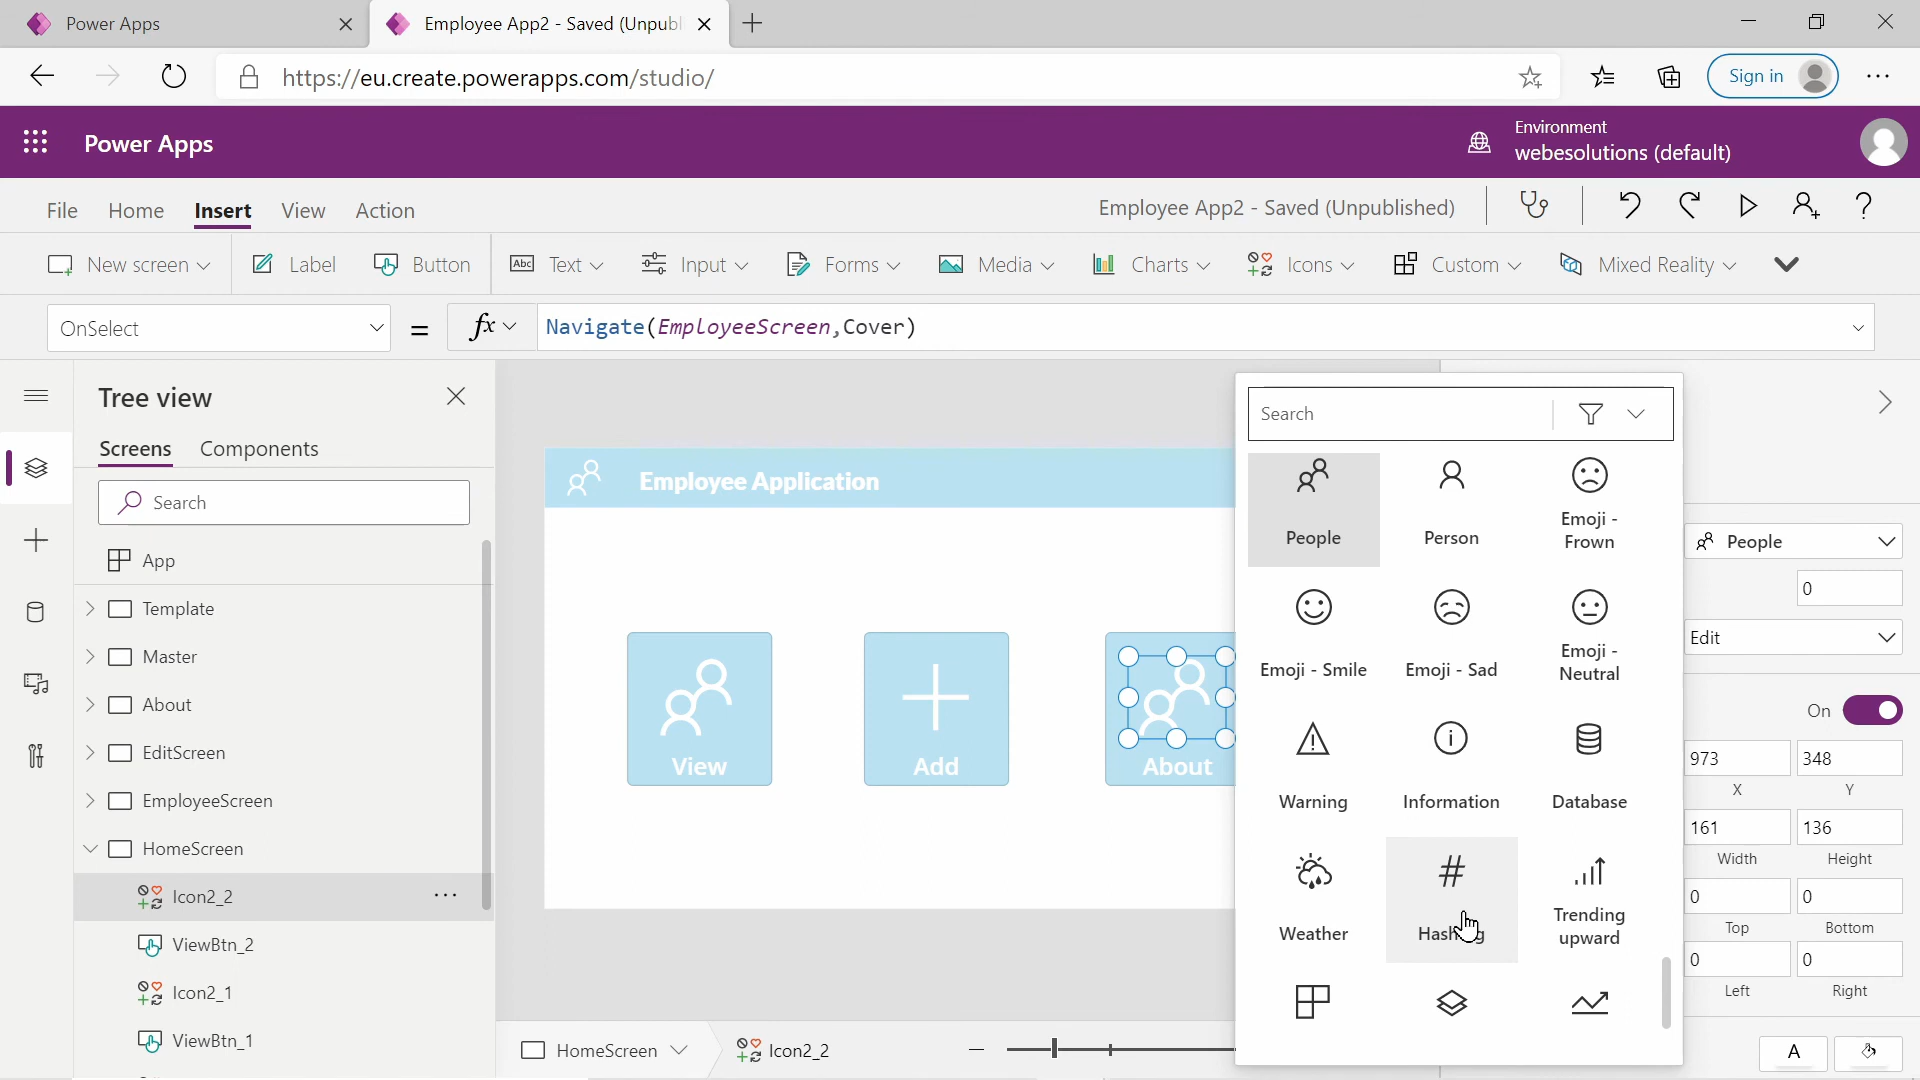 Power Apps
Employee App2 - Saved (Unpubl
https://eu.create.powerapps.com/studio/
Sign in
Power Apps
Environment
webesolutions (default)
File
Home
Insert
View
Action
Employee App2 - Saved (Unpublished)
New screen
Label
Button
Abc
Text
Input
Forms
Media
Charts
Icons
Custom
Mixed Reality
OnSelect
=
fx
Navigate(EmployeeScreen,Cover)
Tree view
Screens
Components
Search
App
Template
Master
About
EditScreen
EmployeeScreen
HomeScreen
Icon2_2
ViewBtn_2
Icon2_1
ViewBtn_1
Employee Application
View
Add
About
Search
People
Person
Emoji -
Frown
Emoji - Smile
Emoji - Sad
Emoji -
Neutral
Warning
Information
Database
Weather
Trending
upward
People
0
Edit
On
973
348
X
Y
161
136
Width
Height
0
0
Top
Bottom
0
0
Left
Right
HomeScreen
Icon2_2
A